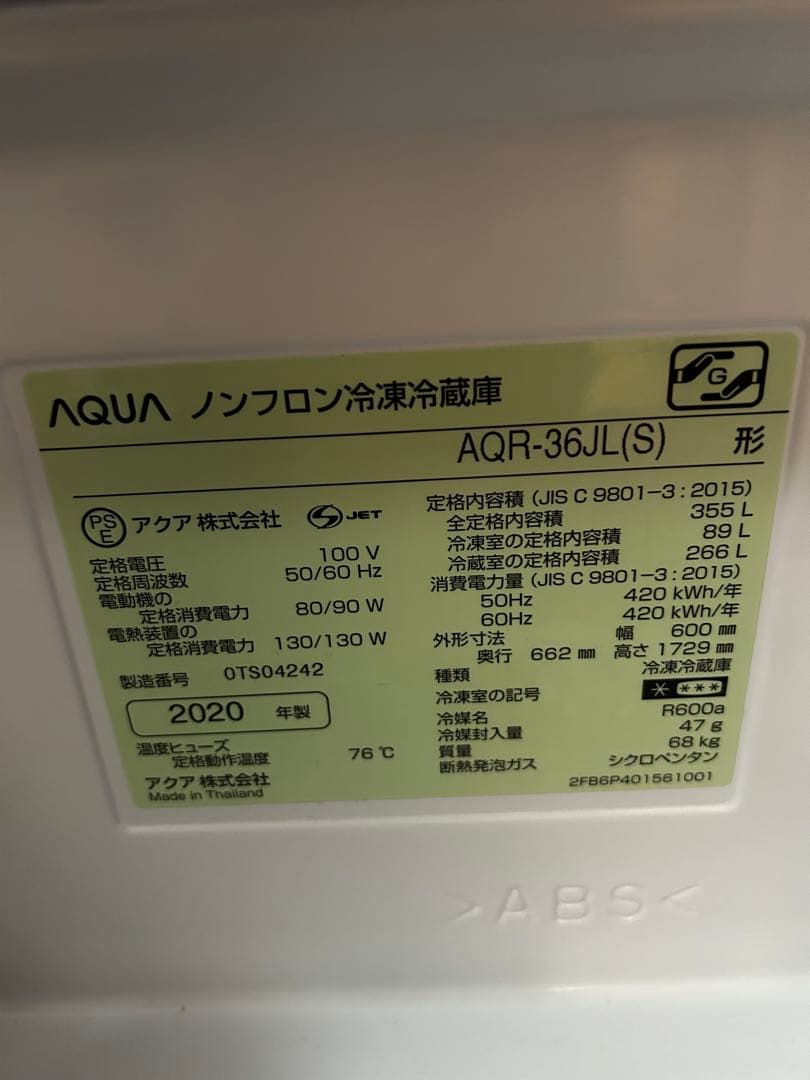 AQUA ノンフロン冷凍冷蔵庫
G
AQR-36JL(S) 形
PS
E
アクア 株式会社
JET
定格電圧 100 V
定格周波数 50/60 Hz
電動機の
定格消費電力 80/90 W
電熱装置の
定格消費電力 130/130 W
製造番号 0TS04242
2020 年製
温度ヒューズ
定格動作温度 76 ℃
アクア 株式会社
Made in Thailand
定格内容積 (JIS C 9801-3 : 2015)
全定格内容積 355 L
冷凍室の定格内容積 89 L
冷蔵室の定格内容積 266 L
消費電力量 (JIS C 9801-3 : 2015)
50Hz 420 kWh/年
60Hz 420 kWh/年
外形寸法 幅 600 ㎜
奥行 662 ㎜ 高さ 1729 ㎜
種類 冷凍冷蔵庫
冷凍室の記号 * ***
冷媒名 R600a
冷媒封入量 47 g
質量 68 kg
断熱発泡ガス シクロペンタン
2FB6P401561001
>ABS<